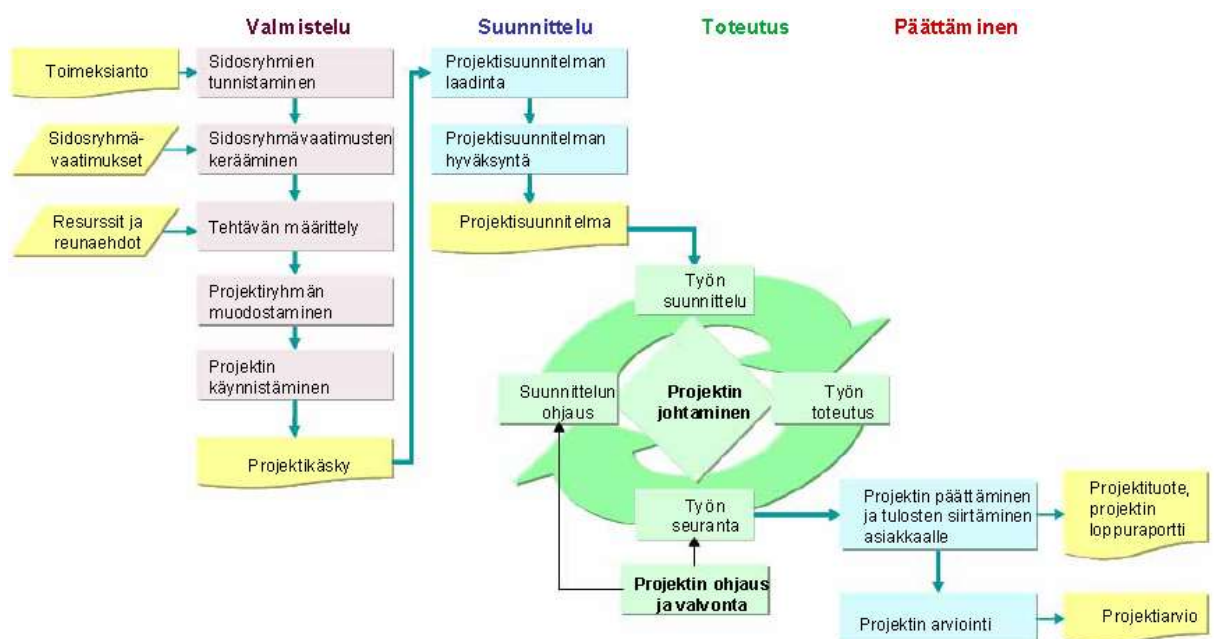 Valmistelu
Suunnittelu
Toteutus
Päättäminen
Toimeksianto
Sidosryhmien
tunnistaminen
Sidosryhmä-
vaatimukset
Sidosryhmävaatimusten
kerääminen
Resurssit ja
reunaehdot
Tehtävän määrittely
Projektiryhmän
muodostaminen
Projektin
käynnistäminen
Projektikäsky
Projektisuunnitelman
laadinta
Projektisuunnitelman
hyväksyntä
Projektisuunnitelma
Työn
suunnittelu
Suunnittelun
ohjaus
Projektin
johtaminen
Työn
toteutus
Työn
seuranta
Projektin ohjaus
ja valvonta
Projektin päättäminen
ja tulosten siirtäminen
asiakkaalle
Projektituote,
projektin
loppuraportti
Projektin arviointi
Projektiarvio